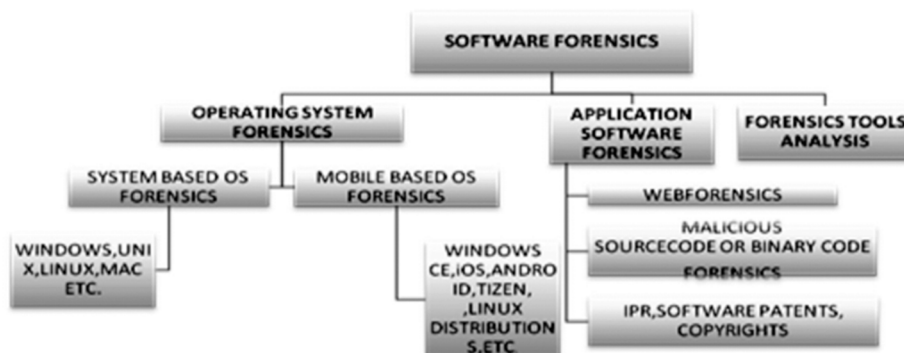 SOFTWARE FORENSICS
OPERATING SYSTEM
FORENSICS
APPLICATION
SOFTWARE
FORENSICS
FORENSICS TOOLS
ANALYSIS
SYSTEM BASED OS
FORENSICS
MOBILE BASED OS
FORENSICS
WINDOWS,UNI
X,LINUX,MAC
ETC.
WINDOWS
CE,iOS,ANDRO
ID,TIZEN,
,LINUX
DISTRIBUTION
S,ETC
WEBFORENSICS
MALICIOUS
SOURCECODE OR BINARY CODE
FORENSICS
IPR,SOFTWARE PATENTS,
COPYRIGHTS